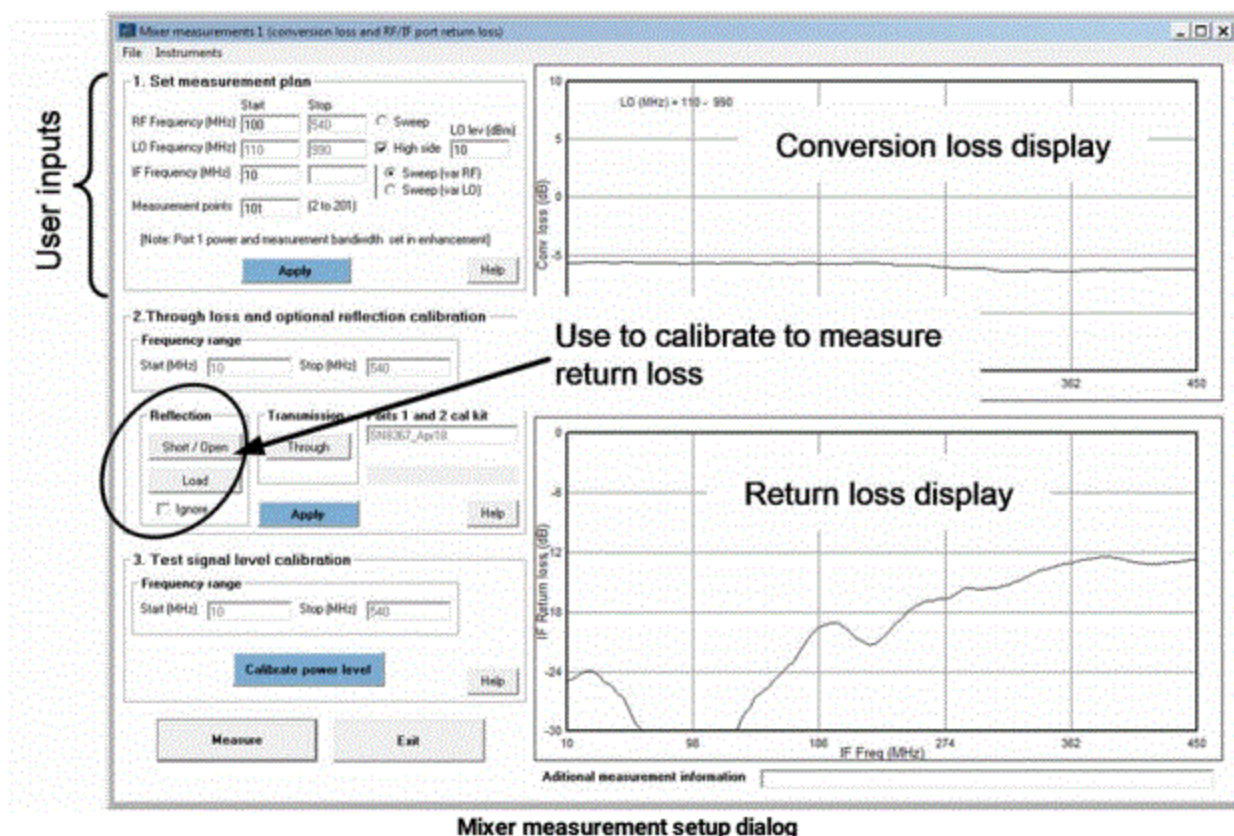 Mixer measurements 1 (conversion loss and RF/IF port return loss)
File Instruments
User inputs
1. Set measurement plan
Start Stop
RF Frequency (MHz) 100 540 Sweep LO lev (dBm)
LO Frequency (MHz) 110 990 High side 10
IF Frequency (MHz) 10 Sweep (var RF)
Sweep (var LO)
Measurement points 101 (2 to 201)
[Note: Port 1 power and measurement bandwidth set in enhancement]
Apply Help
2.Through loss and optional reflection calibration
Frequency range
Start (MHz) 10 Stop (MHz) 540
Reflection Transmission Ports 1 and 2 cal kit
Short / Open Through SN8367_Apr18
Load
Ignore Apply Help
3. Test signal level calibration
Frequency range
Start (MHz) 10 Stop (MHz) 540
Calibrate power level Help
Measure Exit
10
LO (MHz) = 110 - 990
5
Conversion loss display
0
Conv loss (dB)
-5
Use to calibrate to measure
return loss
362 450
0
-6
Return loss display
IF Return loss, (dB)
-12
-18
-24
-30
10 98 186 274 362 450
IF Freq (MHz)
Aditional measurement information
Mixer measurement setup dialog